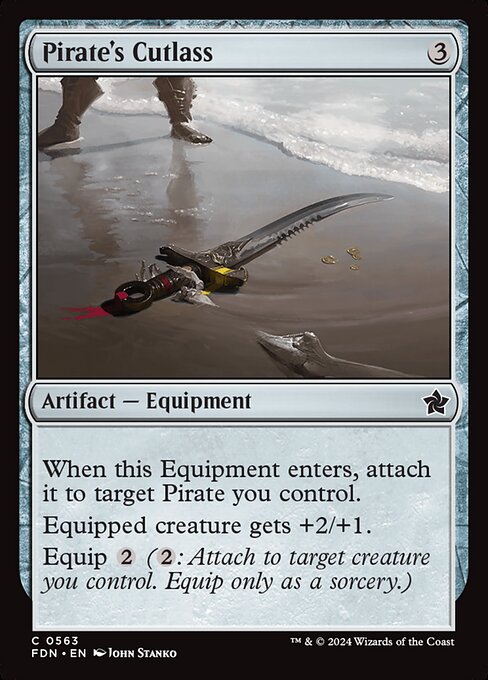 Pirate's Cutlass 3
Artifact — Equipment
When this Equipment enters, attach
it to target Pirate you control.
Equipped creature gets +2/+1.
Equip 2 (2: Attach to target creature
you control. Equip only as a sorcery.)
C 0563
FDN • EN John Stanko
™ & © 2024 Wizards of the Coast